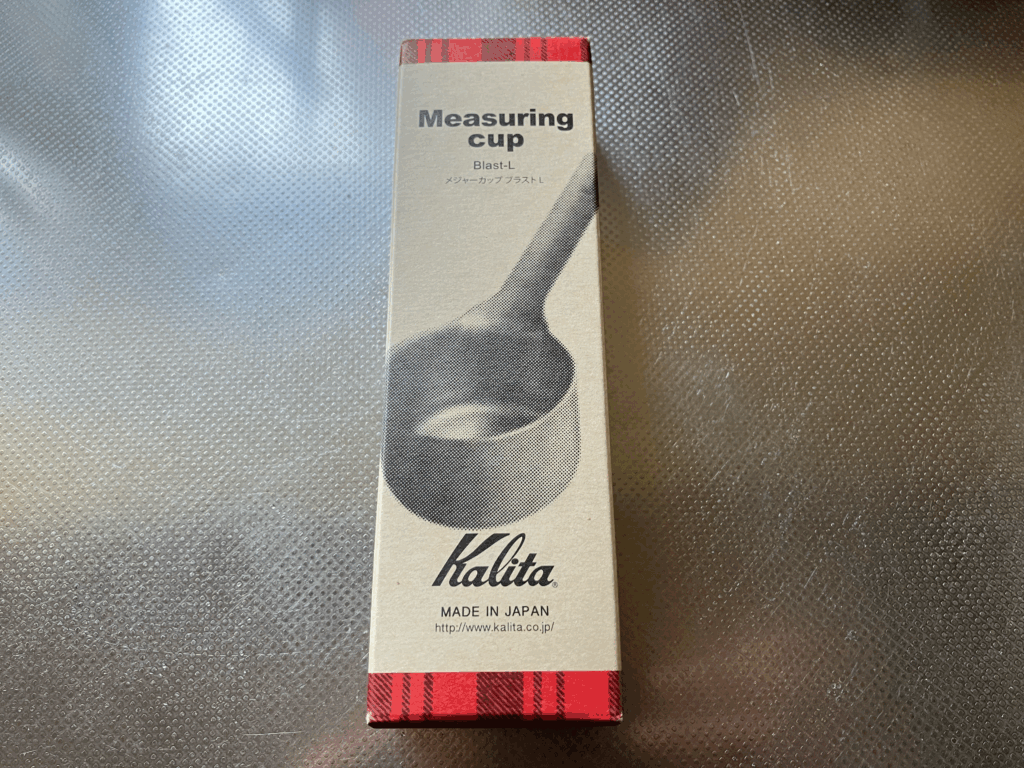 Measuring
cup
Blast-L
メジャーカップ ブラストL
Kalita®
MADE IN JAPAN
http://www.kalita.co.jp/